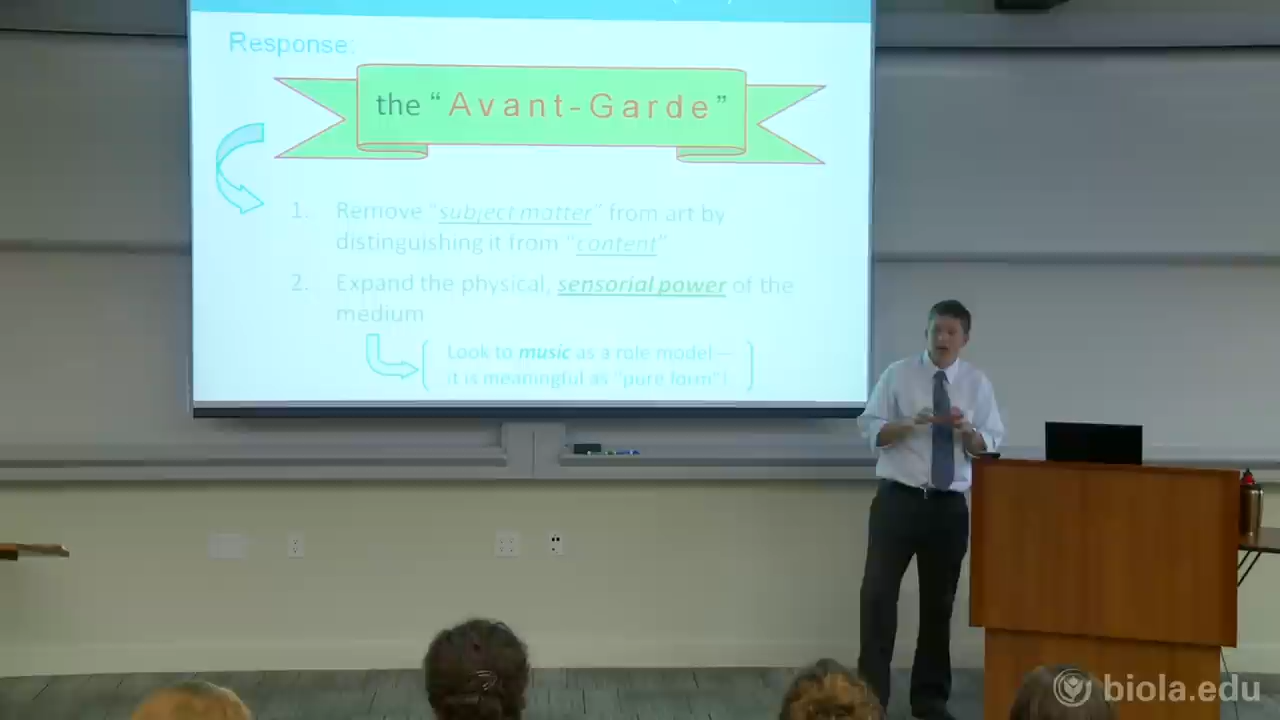 Response:
the “Avant-Garde”
1. Remove “subject matter” from art by
distinguishing it from “content”
2. Expand the physical, sensorial power of the
medium
Look to music as a role model—
it is meaningful as “pure form”!
biola.edu